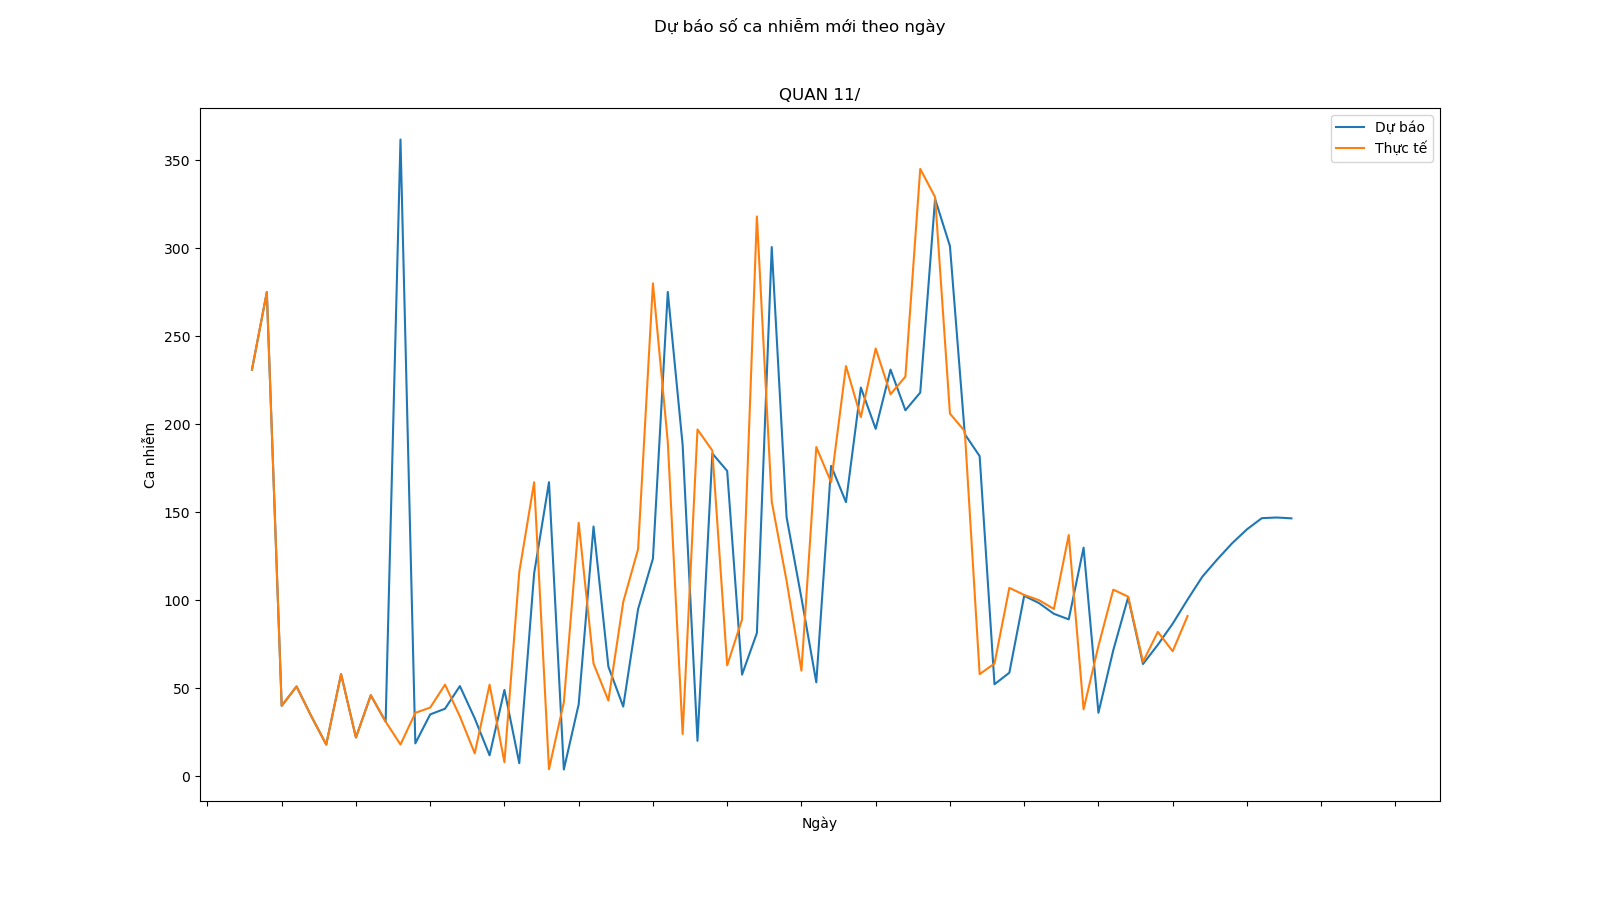 Dự báo số ca nhiễm mới theo ngày
QUAN 11/
Dự báo
Thực tế
350
300
250
200
150
100
50
0
Ca nhiễm
Ngày